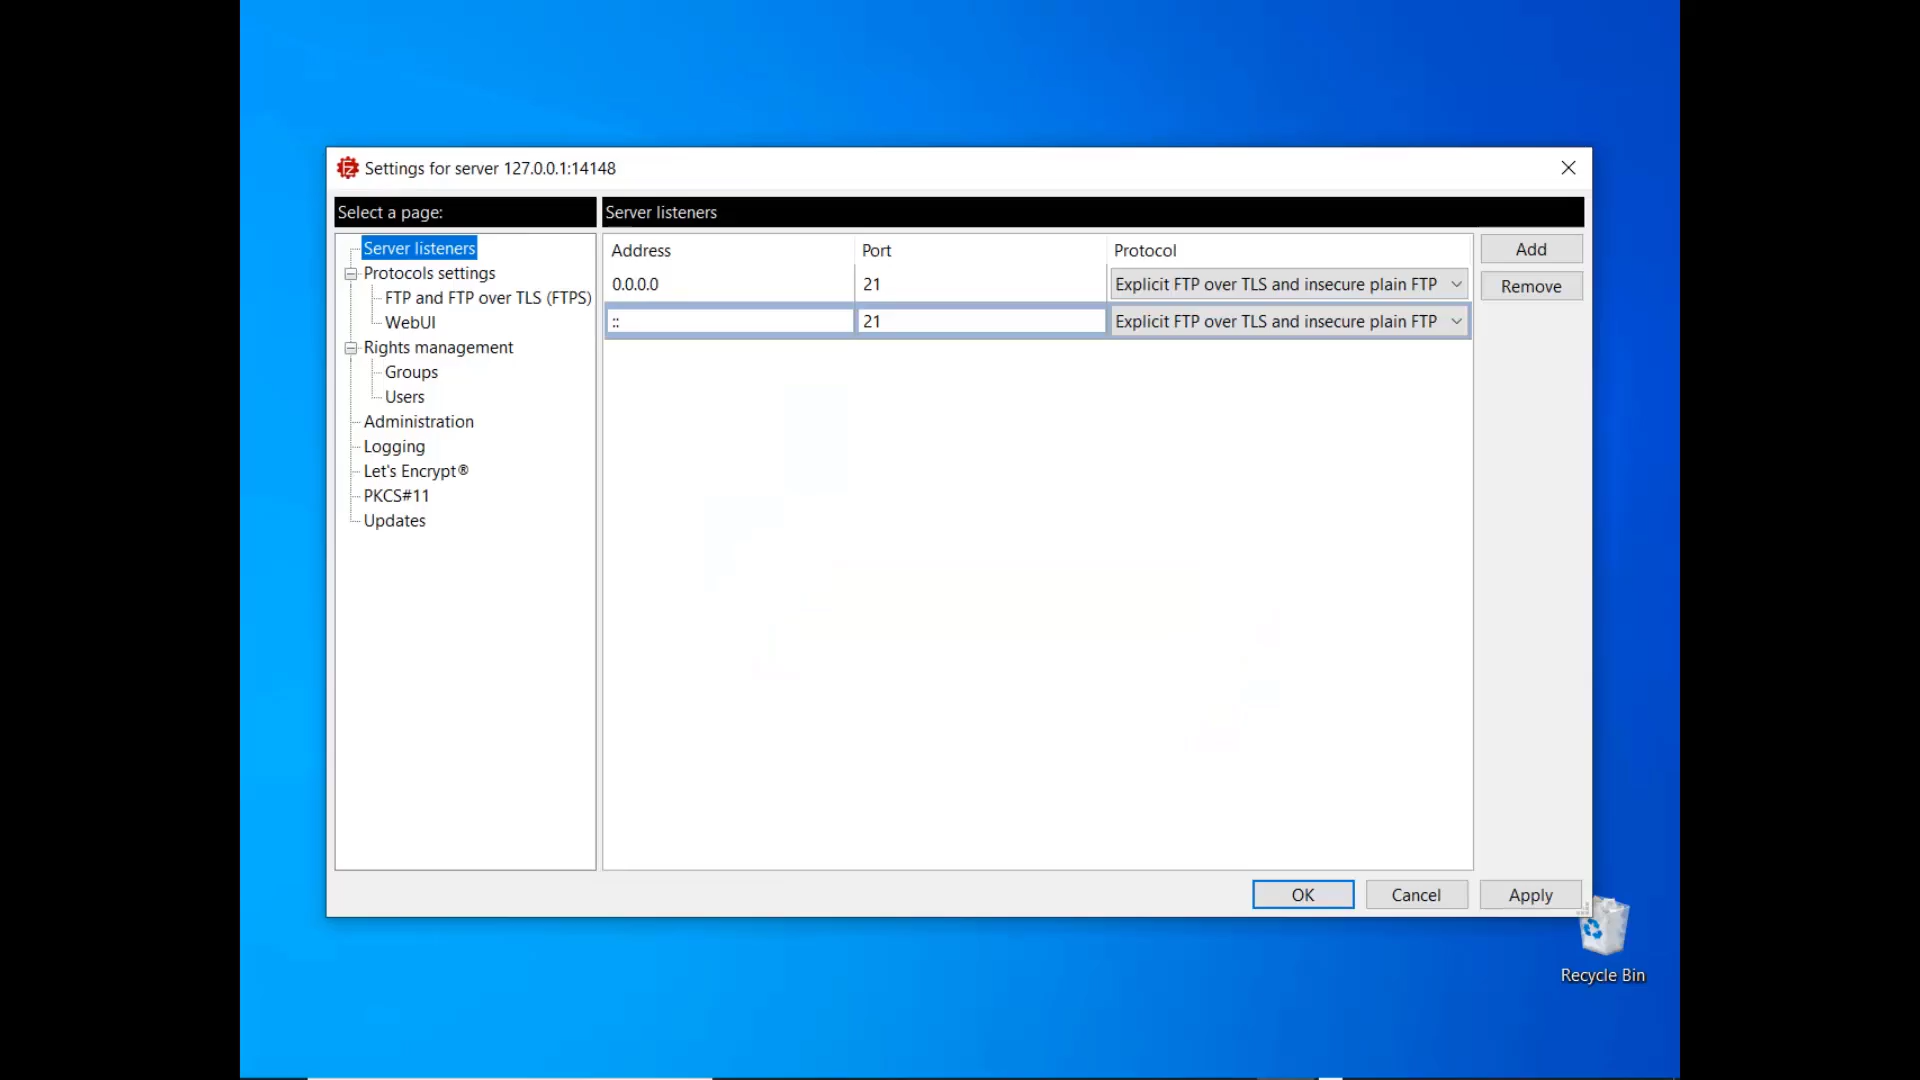 Settings for server 127.0.0.1:14148
Select a page:
Server listeners
Server listeners
Protocols settings
FTP and FTP over TLS (FTPS)
WebUI
Rights management
Groups
Users
Administration
Logging
Let's Encrypt®
PKCS#11
Updates
Address Port Protocol
0.0.0.0 21 Explicit FTP over TLS and insecure plain FTP
:: 21 Explicit FTP over TLS and insecure plain FTP
Add
Remove
OK Cancel Apply
Recycle Bin